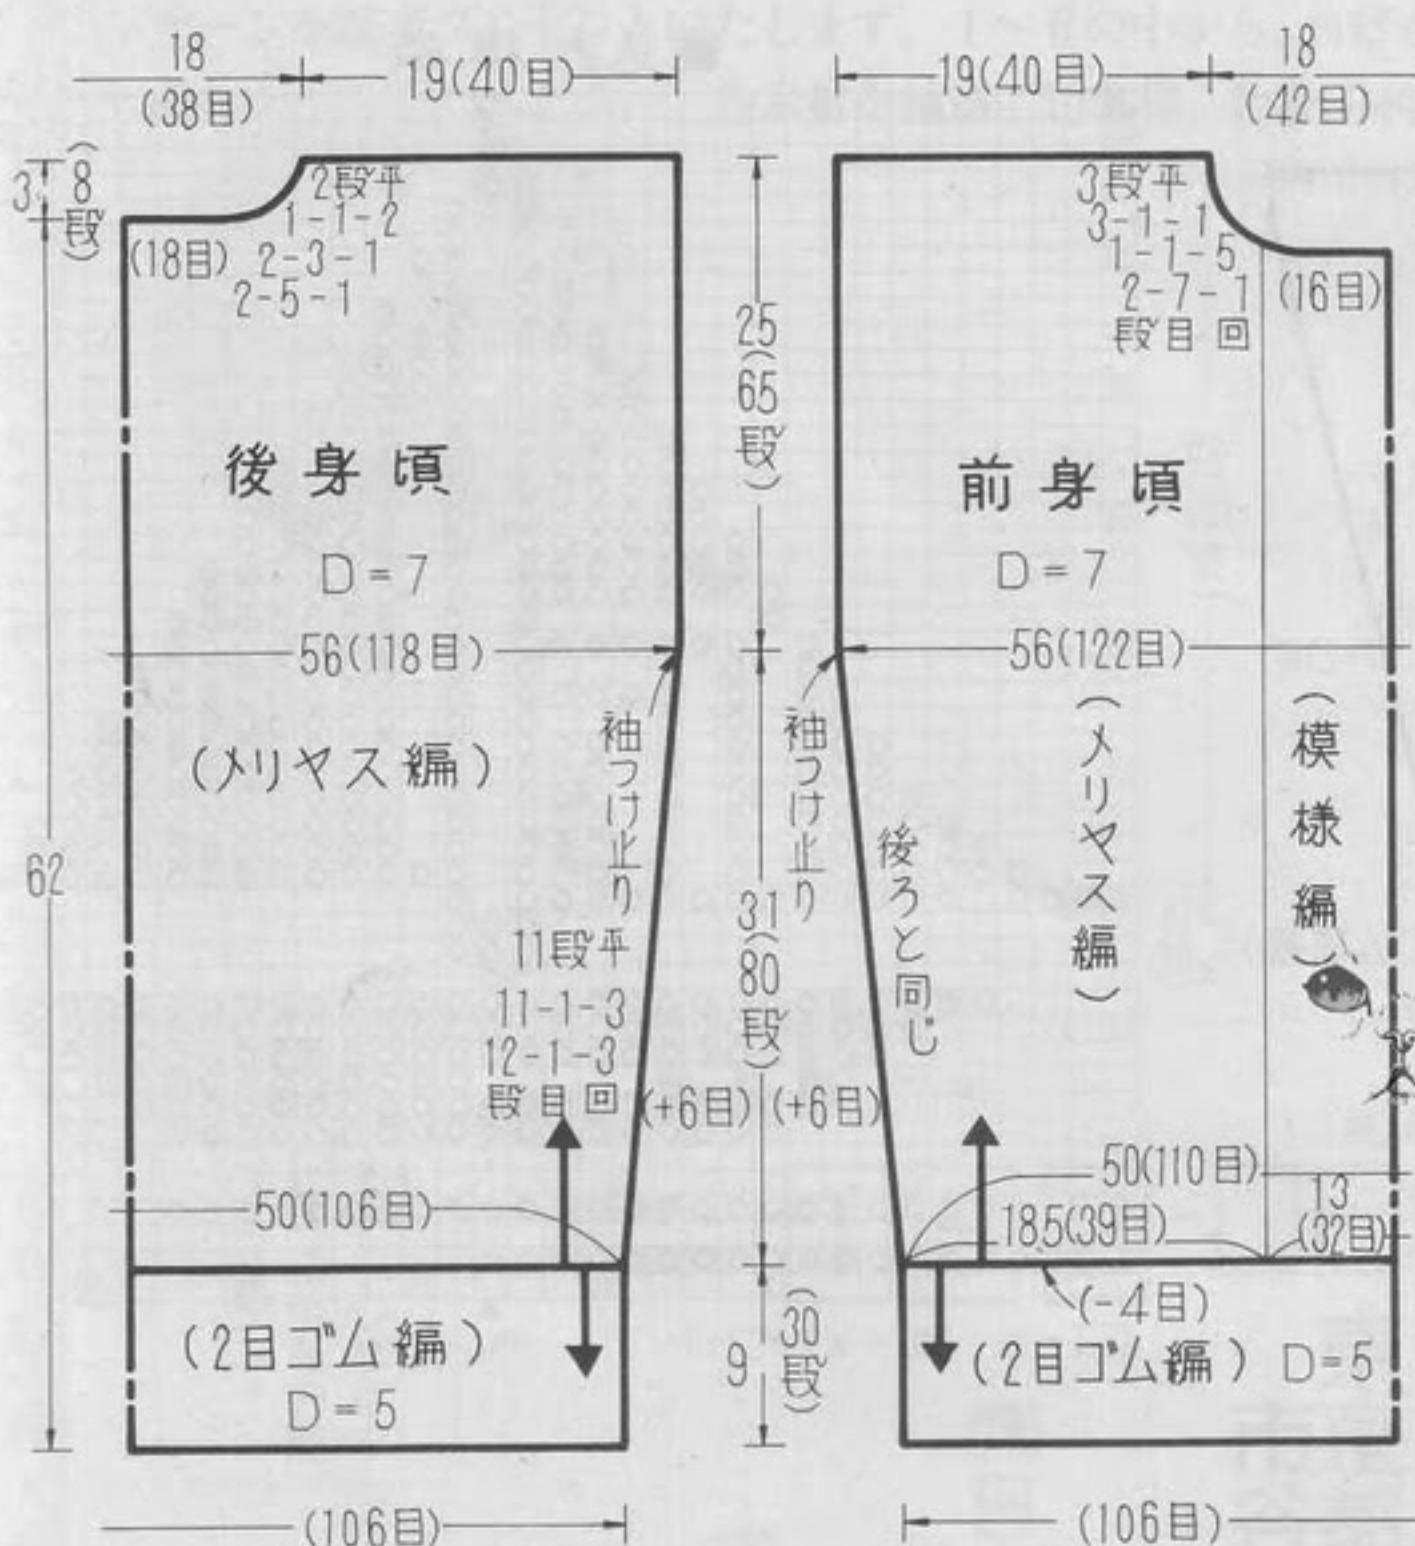 18
(38目)
19(40目)
3
(8段)
2段平
1-1-2
2-3-1
2-5-1
(18目)
後身頃
D=7
56(118目)
(メリヤス編)
袖つけ止り
62
11段平
11-1-3
12-1-3
段目回
(+6目)
50(106目)
(2目ゴム編)
D=5
(106目)
25(65段)
31(80段)
9
(30段)
19(40目)
18
(42目)
3段平
3-1-1
1-1-5
2-7-1
段目回
(16目)
前身頃
D=7
56(122目)
袖つけ止り
後ろと同じ
(メリヤス編)
(模様編)
(+6目)
50(110目)
18.5(39目)
13
(32目)
(-4目)
(2目ゴム編) D=5
(106目)